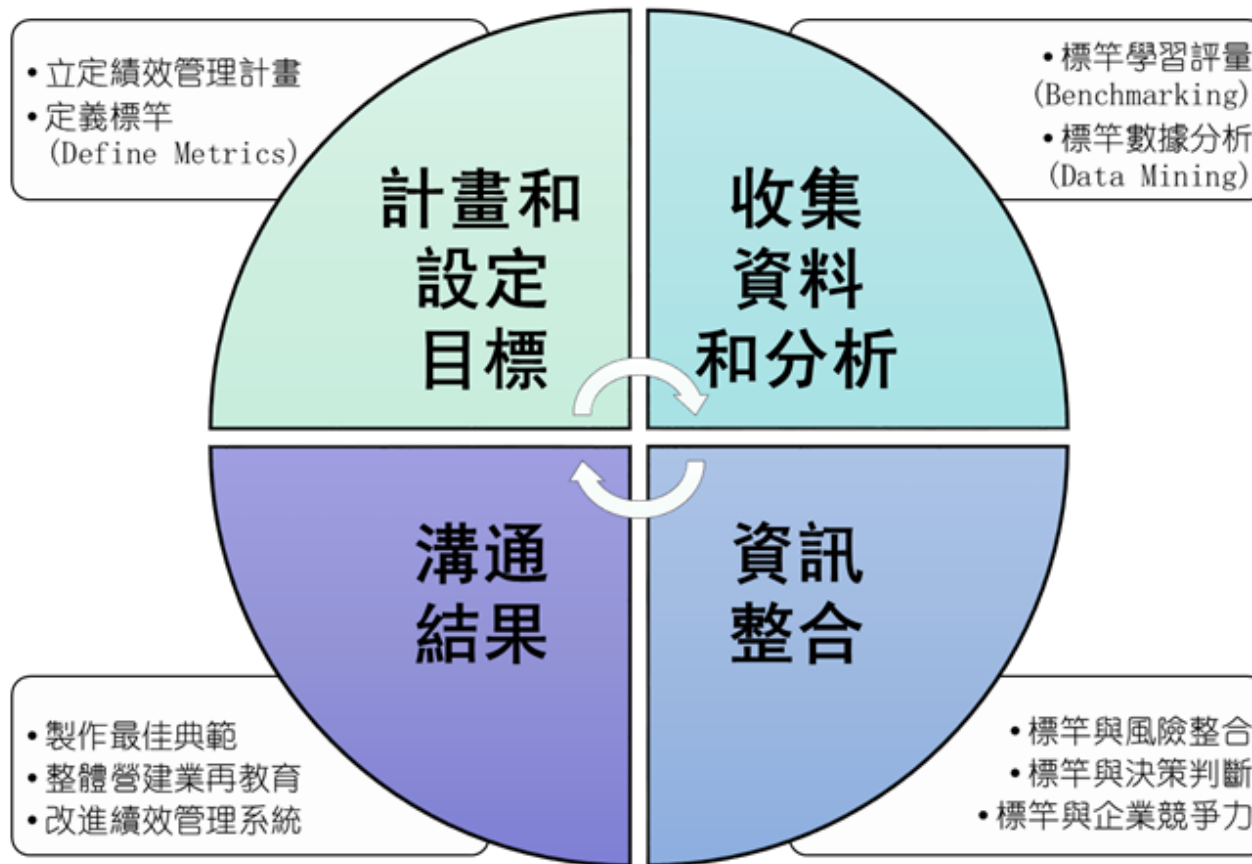 • 立定績效管理計畫
• 定義標竿
(Define Metrics)
計畫和
設定
目標
• 標竿學習評量
(Benchmarking)
• 標竿數據分析
(Data Mining)
收集
資料
和分析
溝通
結果
• 製作最佳典範
• 整體營建業再教育
• 改進績效管理系統
資訊
整合
• 標竿與風險整合
• 標竿與決策判斷
• 標竿與企業競爭力